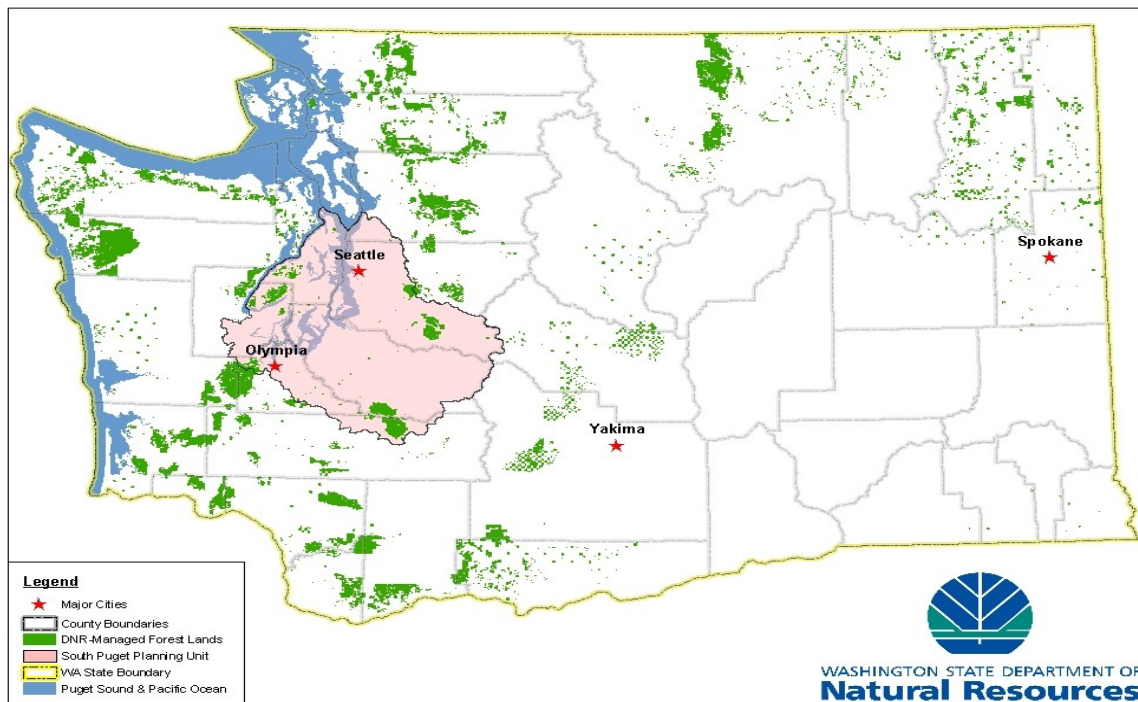 Seattle
Spokane
Olympia
Yakima
Legend
Major Cities
County Boundaries
DNR-Managed Forest Lands
South Puget Planning Unit
WA State Boundary
Puget Sound & Pacific Ocean
WASHINGTON STATE DEPARTMENT OF
Natural Resources